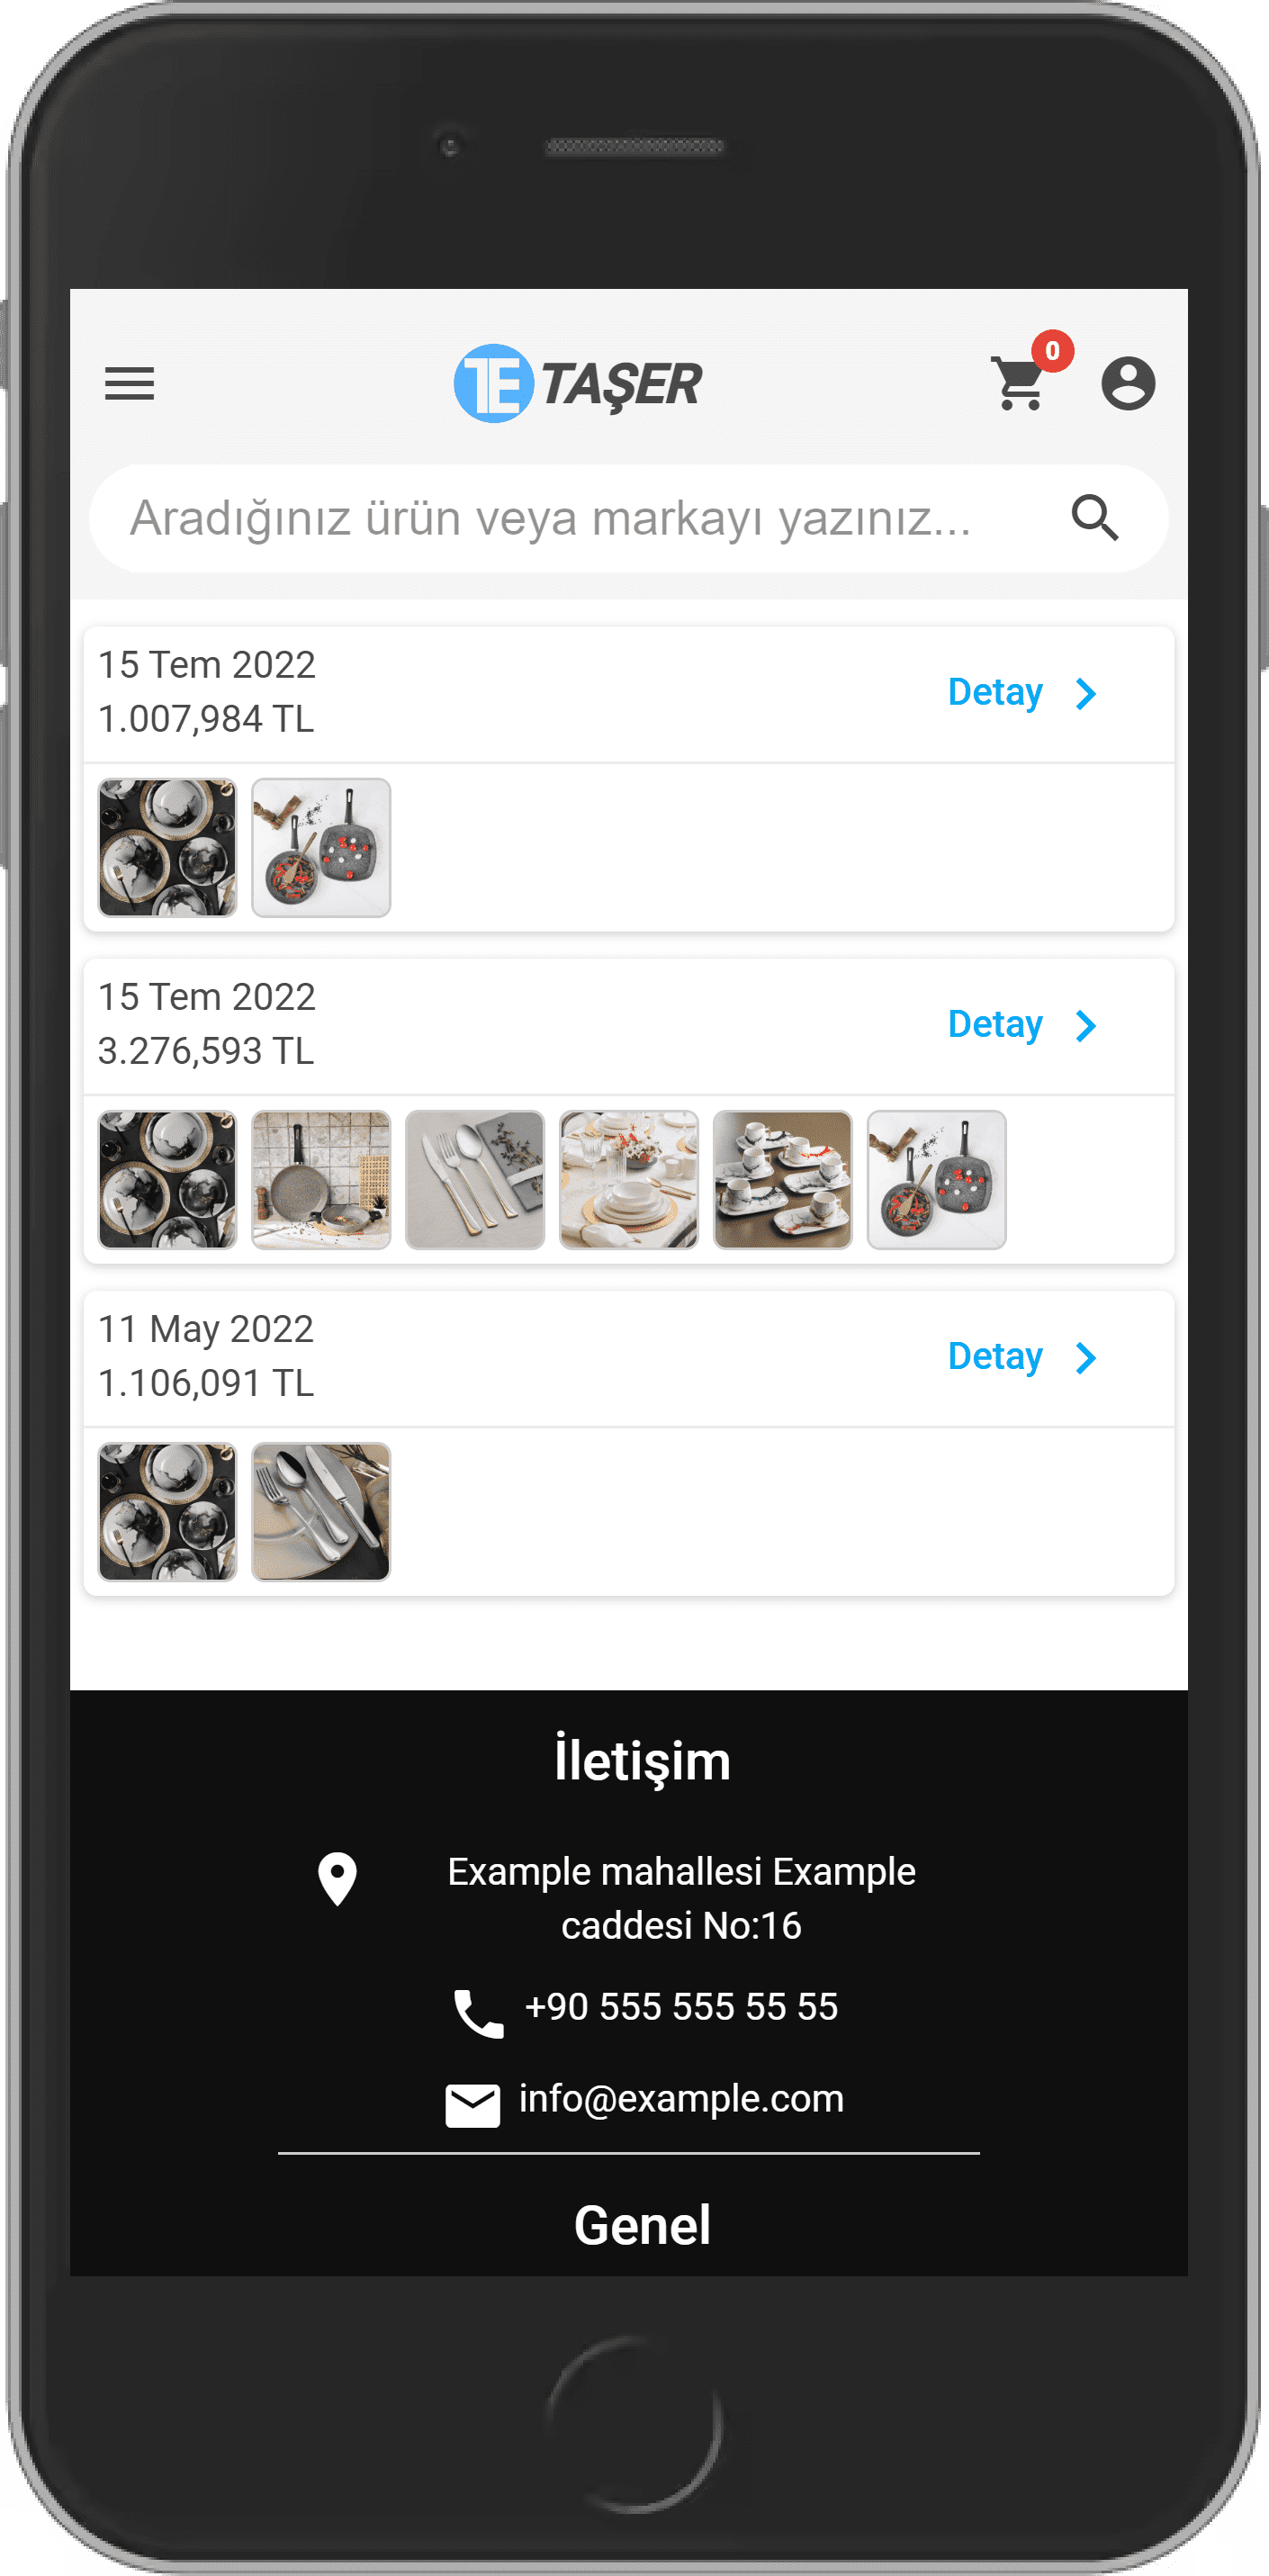 TE TAŞER
0
Aradığınız ürün veya markayı yazınız...
15 Tem 2022
1.007,984 TL
Detay
15 Tem 2022
3.276,593 TL
Detay
11 May 2022
1.106,091 TL
Detay
İletişim
Example mahallesi Example
caddesi No:16
+90 555 555 55 55
info@example.com
Genel